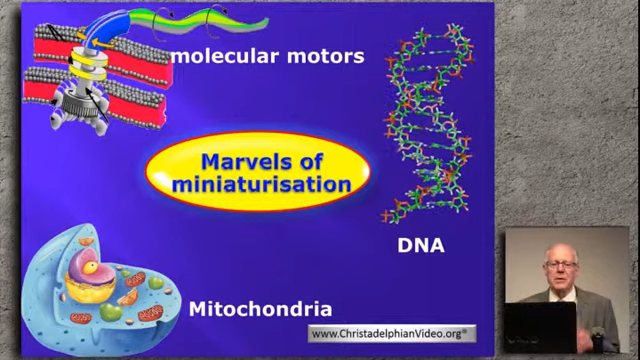 molecular motors
Marvels of
miniaturisation
DNA
Mitochondria
www.ChristadelphianVideo.org®